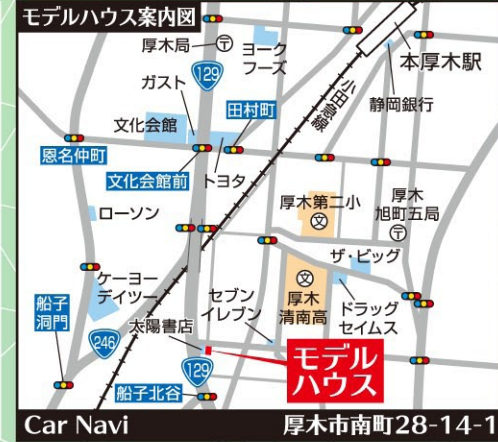 モデルハウス案内図
厚木局
ヨーク
フーズ
129
本厚木駅
ガスト
田村町
小田急線
静岡銀行
文化会館
恩名仲町
文化会館前
トヨタ
厚木第二小
文
厚木
旭町五局
ローソン
ザ・ビッグ
ケーヨー
デイツー
セブン
イレブン
文
厚木
清南高
ドラッグ
セイムス
船子
洞門
太陽書店
246
129
モデル
ハウス
船子北谷
Car Navi
厚木市南町28-14-1